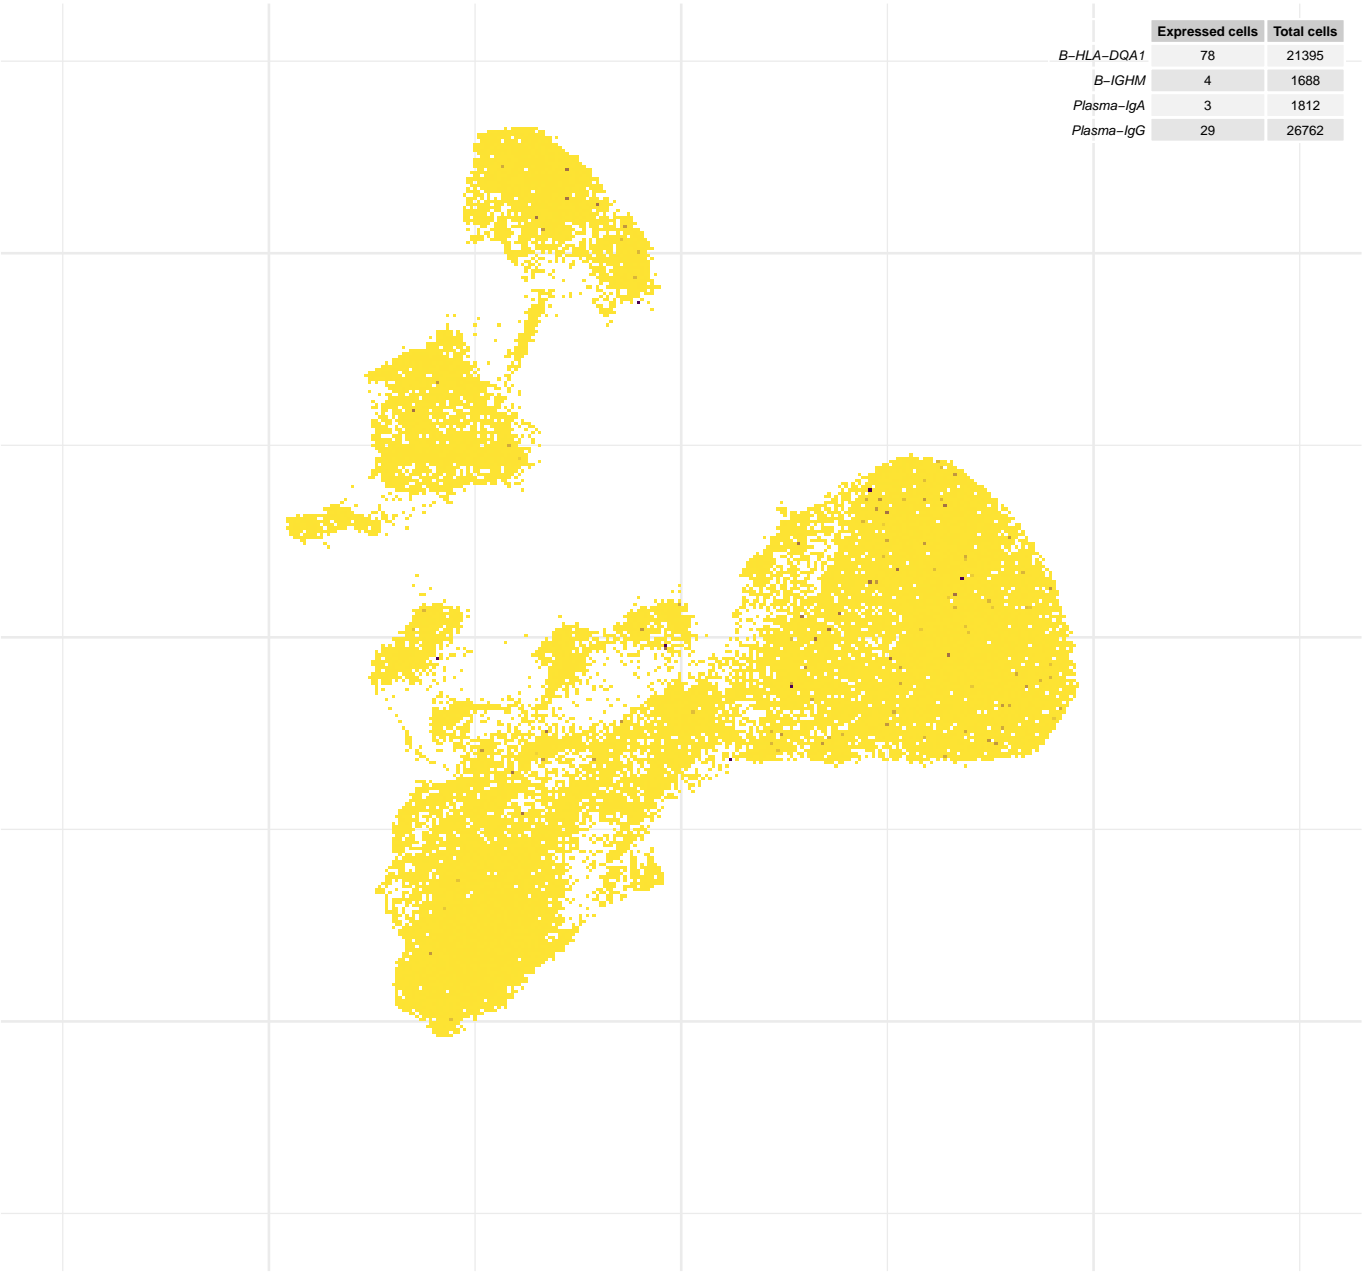 Expressed cells Total cells
B−HLA−DQA1 78 21395
B−IGHM 4 1688
Plasma−IgA 3 1812
Plasma−IgG 29 26762